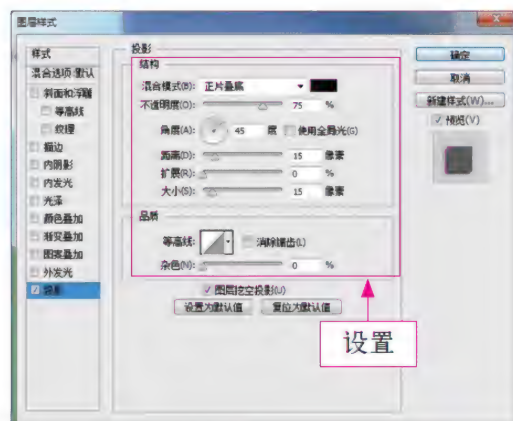 图层样式
样式
混合选项:默认
斜面和浮雕
等高线
纹理
描边
内阴影
内发光
光泽
颜色叠加
渐变叠加
图案叠加
外发光
投影
投影
结构
混合模式(B): 正片叠底
不透明度(O): 75 %
角度(A): 45 度 使用全局光(G)
距离(D): 15 像素
扩展(R): 0 %
大小(S): 15 像素
品质
等高线: 消除锯齿(L)
杂色(N): 0 %
图层挖空投影(U)
设置为默认值 复位为默认值
确定
取消
新建样式(W)...
预览(V)
设置